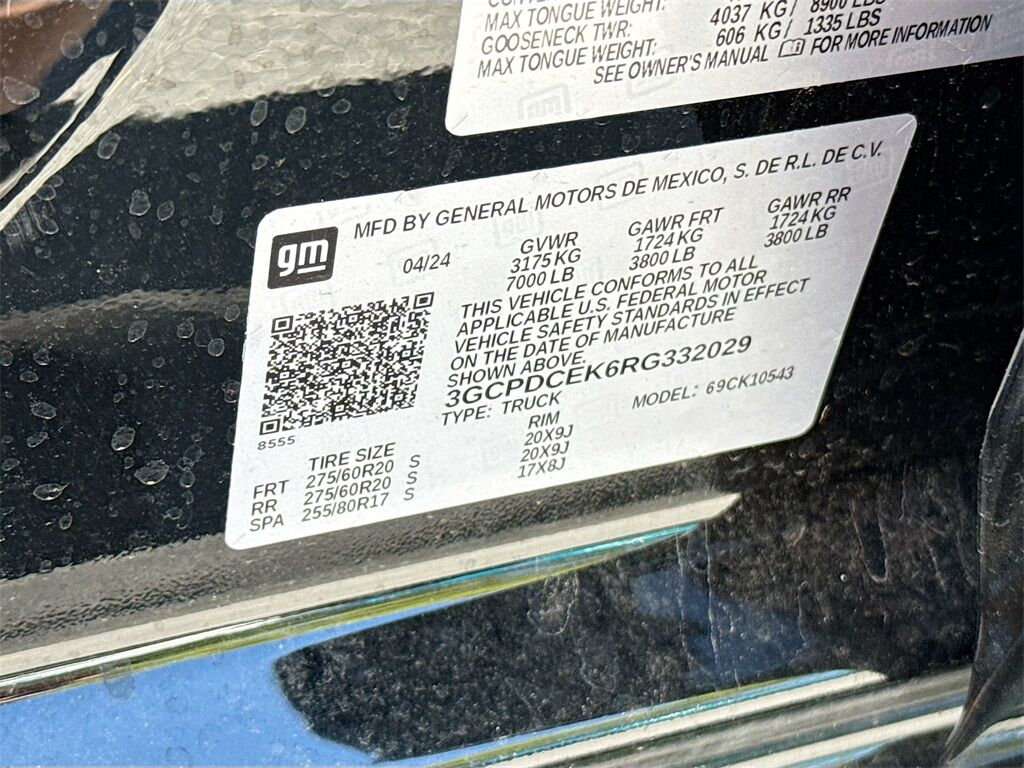 MAX TONGUE WEIGHT:
GOOSENECK TWR: 4037 KG/ 8900 LBS
MAX TONGUE WEIGHT: 606 KG/ 1335 LBS
SEE OWNER'S MANUAL FOR MORE INFORMATION
gm
MFD BY GENERAL MOTORS DE MEXICO, S. DE R.L. DE C.V.
04/24
GVWR GAWR FRT GAWR RR
3175 KG 1724 KG 1724 KG
7000 LB 3800 LB 3800 LB
THIS VEHICLE CONFORMS TO ALL
APPLICABLE U.S. FEDERAL MOTOR
VEHICLE SAFETY STANDARDS IN EFFECT
ON THE DATE OF MANUFACTURE
SHOWN ABOVE.
3GCPDCEK6RG332029
TYPE: TRUCK MODEL: 69CK10543
8555
TIRE SIZE RIM
FRT 275/60R20 S 20X9J
RR 275/60R20 S 20X9J
SPA 255/80R17 S 17X8J